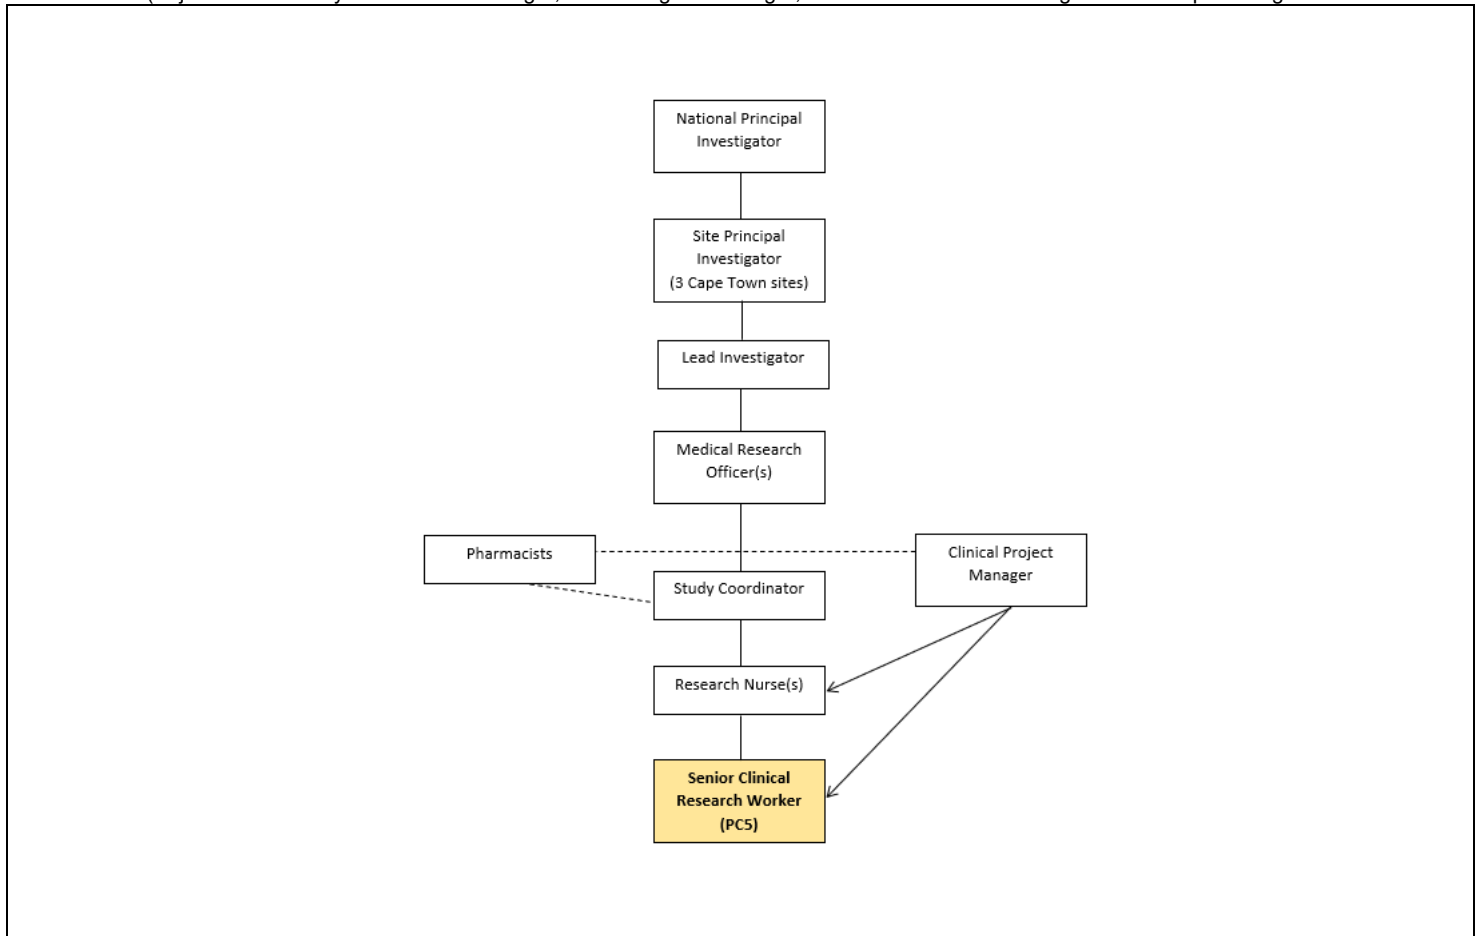 National Principal
Investigator
Site Principal
Investigator
(3 Cape Town sites)
Lead Investigator
Medical Research
Officer(s)
Pharmacists
Clinical Project
Manager
Study Coordinator
Research Nurse(s)
Senior Clinical
Research Worker
(PC5)